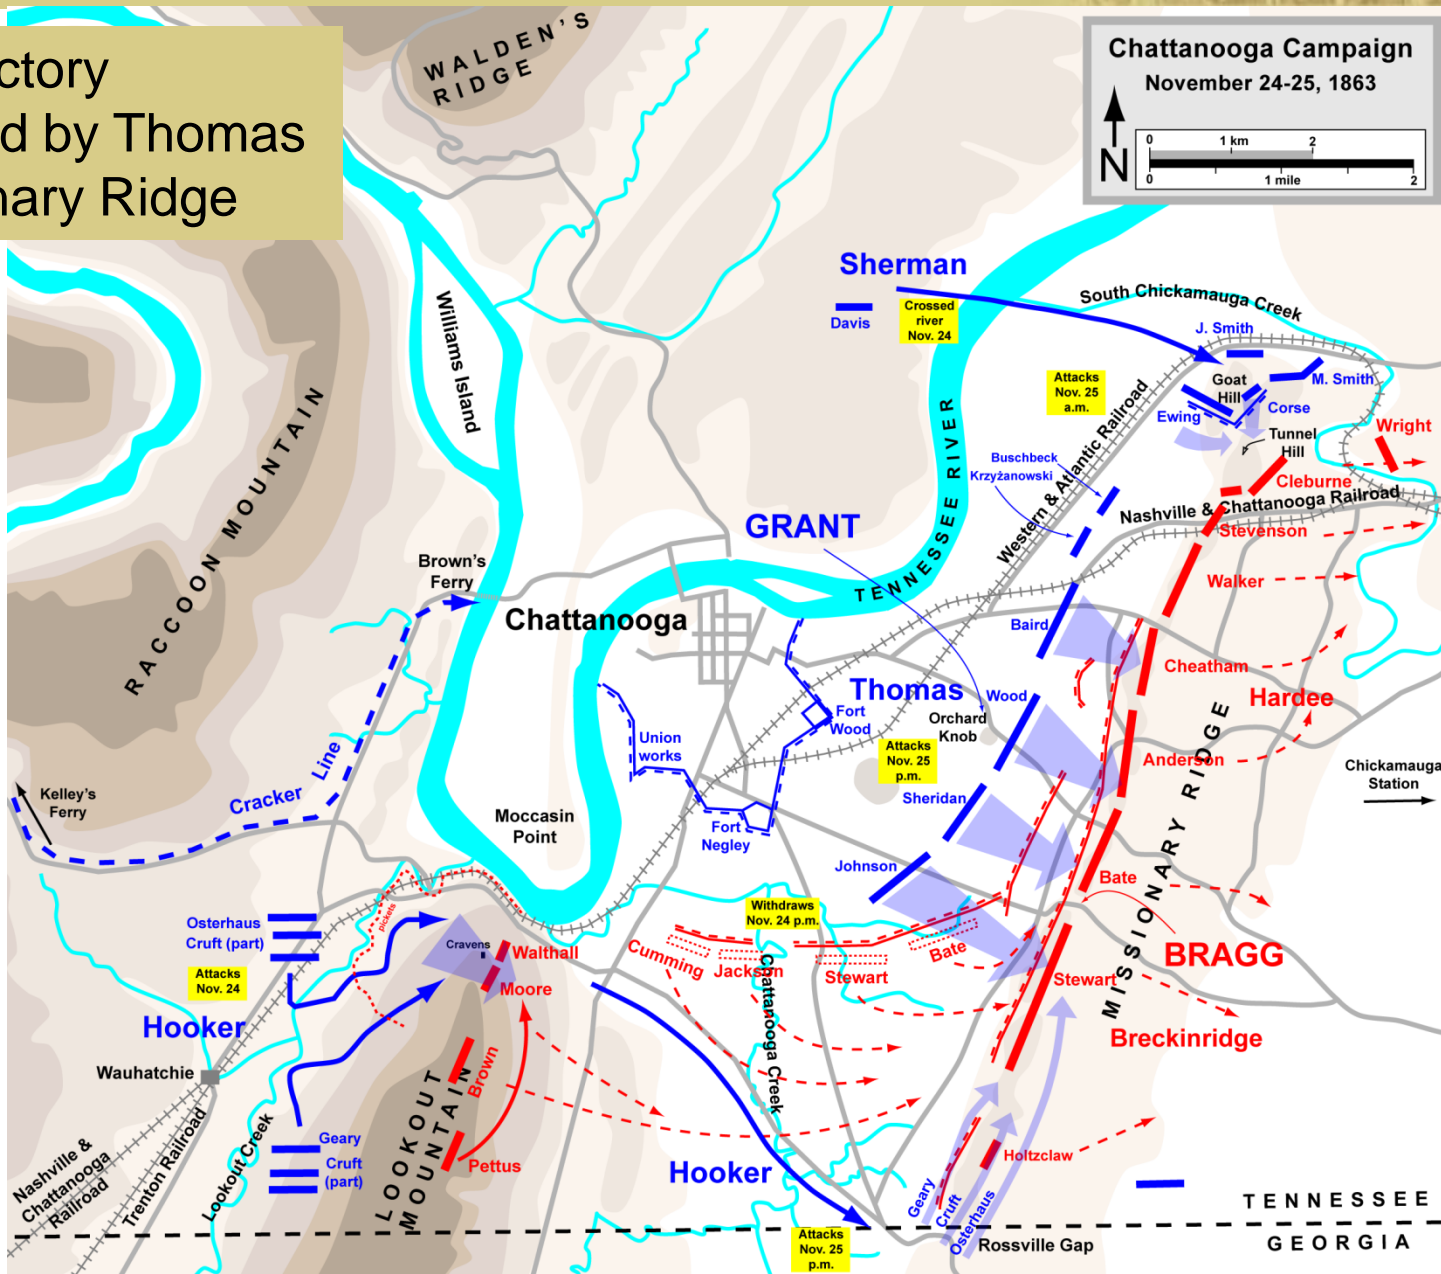 ctory
d by Thomas
nary Ridge
WALDEN'S
RIDGE
Chattanooga Campaign
November 24-25, 1863
N
0 1 km 2
0 1 mile 2
Sherman
Davis
Crossed
river
Nov. 24
South Chickamauga Creek
J. Smith
Goat
Hill
M. Smith
Ewing
Corse
Tunnel
Hill
Wright
Cleburne
Attacks
Nov. 25
a.m.
Western & Atlantic Railroad
Williams Island
TENNESSEE RIVER
Buschbeck
Krzyżanowski
Nashville & Chattanooga Railroad
Stevenson
Walker
RACCOON MOUNTAIN
GRANT
Brown's
Ferry
Chattanooga
Baird
Cheatham
Hardee
Thomas
Wood
Orchard
Knob
Fort
Wood
Union
works
Attacks
Nov. 25
p.m.
Anderson
MISSIONARY RIDGE
Chickamauga
Station
Sheridan
Cracker Line
Kelley's
Ferry
Moccasin
Point
Fort
Negley
Johnson
Bate
Withdraws
Nov. 24 p.m.
BRAGG
Osterhaus
Cruft (part)
pickets
Cravens
Walthall
Moore
Cumming
Jackson
Stewart
Bate
Stewart
Attacks
Nov. 24
Hooker
Chattanooga Creek
Breckinridge
Wauhatchie
LOOKOUT
MOUNTAIN
Brown
Pettus
Geary
Cruft
(part)
Nashville &
Chattanooga
Railroad
Trenton Railroad
Lookout Creek
Hooker
Holtzclaw
Geary
Cruft
Osterhaus
Attacks
Nov. 25
p.m.
Rossville Gap
TENNESSEE
GEORGIA